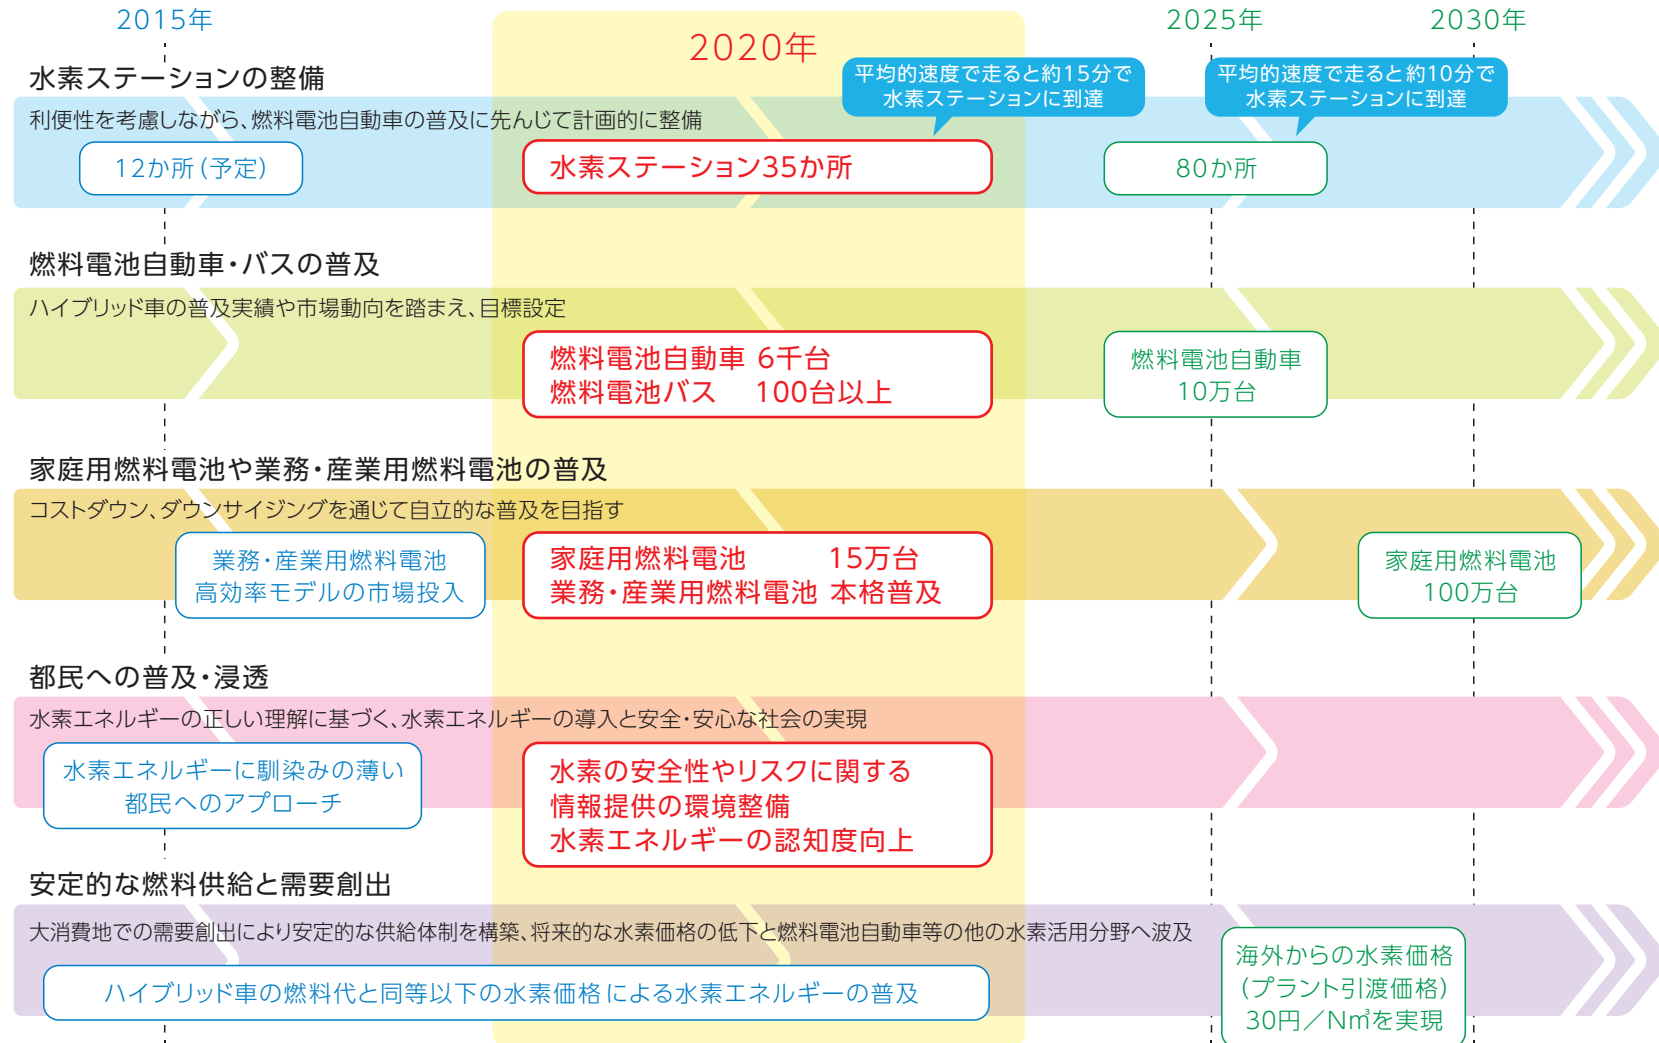 2015年
2020年
2025年
2030年
水素ステーションの整備
平均的速度で走ると約15分で
水素ステーションに到達
平均的速度で走ると約10分で
水素ステーションに到達
利便性を考慮しながら、燃料電池自動車の普及に先んじて計画的に整備
12か所(予定)
水素ステーション35か所
80か所
燃料電池自動車・バスの普及
ハイブリッド車の普及実績や市場動向を踏まえ、目標設定
燃料電池自動車 6千台
燃料電池バス 100台以上
燃料電池自動車
10万台
家庭用燃料電池や業務・産業用燃料電池の普及
コストダウン、ダウンサイジングを通じて自立的な普及を目指す
業務・産業用燃料電池
高効率モデルの市場投入
家庭用燃料電池 15万台
業務・産業用燃料電池 本格普及
家庭用燃料電池
100万台
都民への普及・浸透
水素エネルギーの正しい理解に基づく、水素エネルギーの導入と安全・安心な社会の実現
水素エネルギーに馴染みの薄い
都民へのアプローチ
水素の安全性やリスクに関する
情報提供の環境整備
水素エネルギーの認知度向上
安定的な燃料供給と需要創出
大消費地での需要創出により安定的な供給体制を構築、将来的な水素価格の低下と燃料電池自動車等の他の水素活用分野へ波及
ハイブリッド車の燃料代と同等以下の水素価格による水素エネルギーの普及
海外からの水素価格
(プラント引渡価格)
30円／N㎥を実現